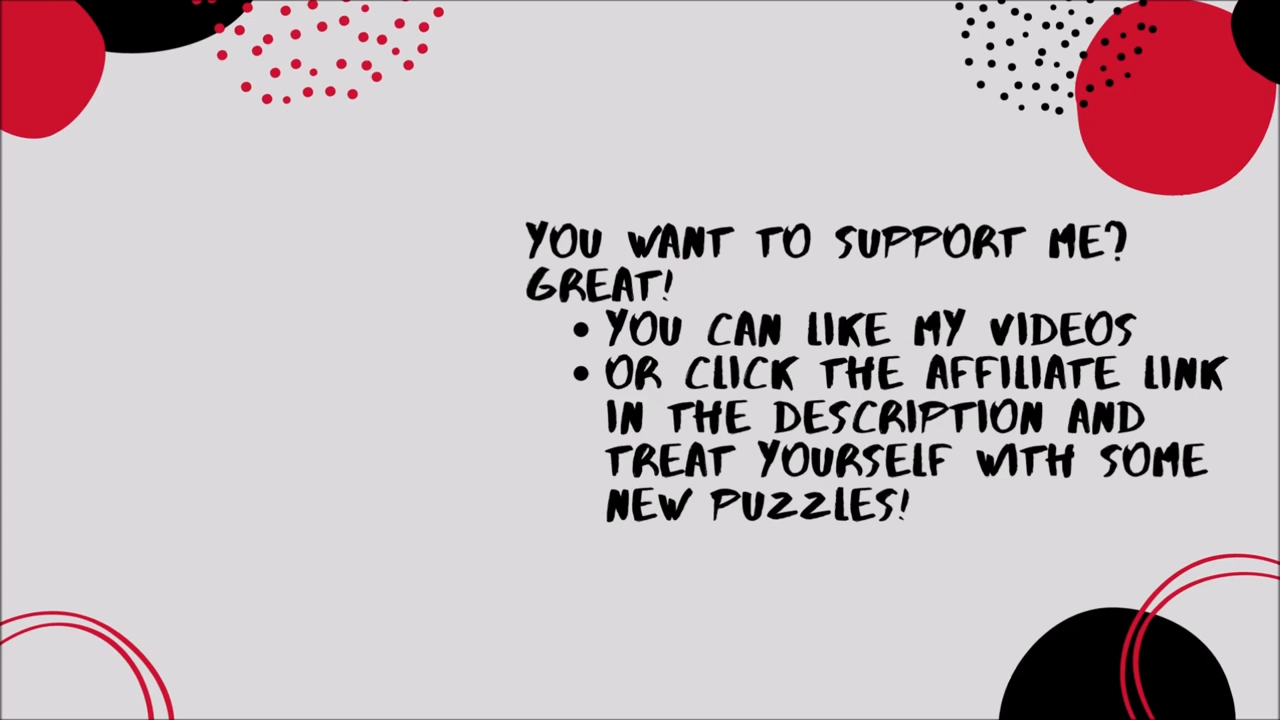 YOU WANT TO SUPPORT ME?
GREAT!
• YOU CAN LIKE MY VIDEOS
• OR CLICK THE AFFILIATE LINK
IN THE DESCRIPTION AND
TREAT YOURSELF WITH SOME
NEW PUZZLES!